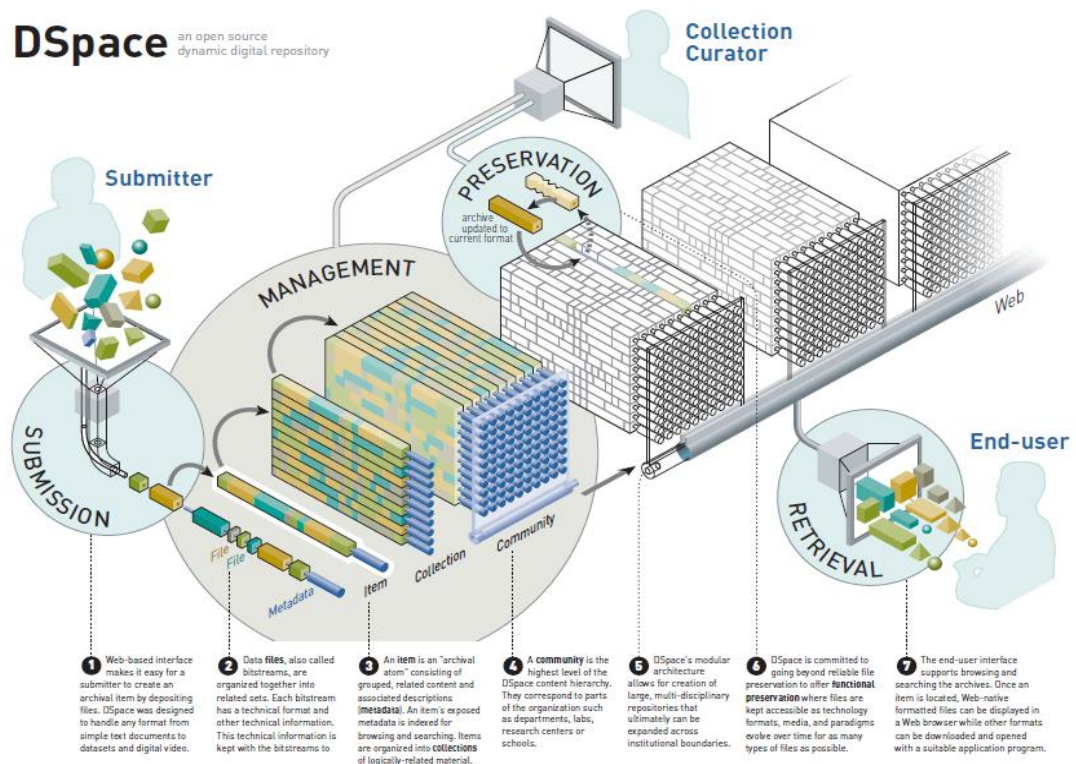 DSpace
an open source
dynamic digital repository
Collection
Curator
Submitter
PRESERVATION
archive
updated to
current format
MANAGEMENT
Web
SUBMISSION
End-user
RETRIEVAL
File
File
Metadata
Item
Collection
Community
1 Web-based interface
makes it easy for a
submitter to create an
archival item by depositing
files. DSpace was designed
to handle any format from
simple text documents to
datasets and digital video.
2 Data files, also called
bitstreams, are
organized together into
related sets. Each bitstream
has a technical format and
other technical information.
This technical information is
kept with the bitstreams to
3 An item is an "archival
atom" consisting of
grouped, related content and
associated descriptions
(metadata). An item's exposed
metadata is indexed for
browsing and searching. Items
are organized into collections
of logically-related material.
4 A community is the
highest level of the
DSpace content hierarchy.
They correspond to parts
of the organization such
as departments, labs,
research centers or
schools.
5 DSpace's modular
architecture
allows for creation of
large, multi-disciplinary
repositories that
ultimately can be
expanded across
institutional boundaries.
6 DSpace is committed to
going beyond reliable file
preservation to offer functional
preservation where files are
kept accessible as technology
formats, media, and paradigms
evolve over time for as many
types of files as possible.
7 The end-user interface
supports browsing and
searching the archives. Once an
item is located, Web-native
formatted files can be displayed
in a Web browser while other formats
can be downloaded and opened
with a suitable application program.